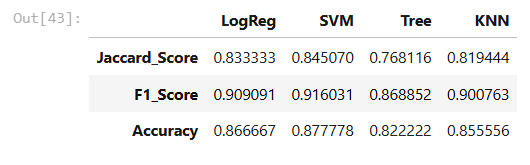 Out[43]:
LogReg SVM Tree KNN
Jaccard_Score 0.833333 0.845070 0.768116 0.819444
F1_Score 0.909091 0.916031 0.868852 0.900763
Accuracy 0.866667 0.877778 0.822222 0.855556